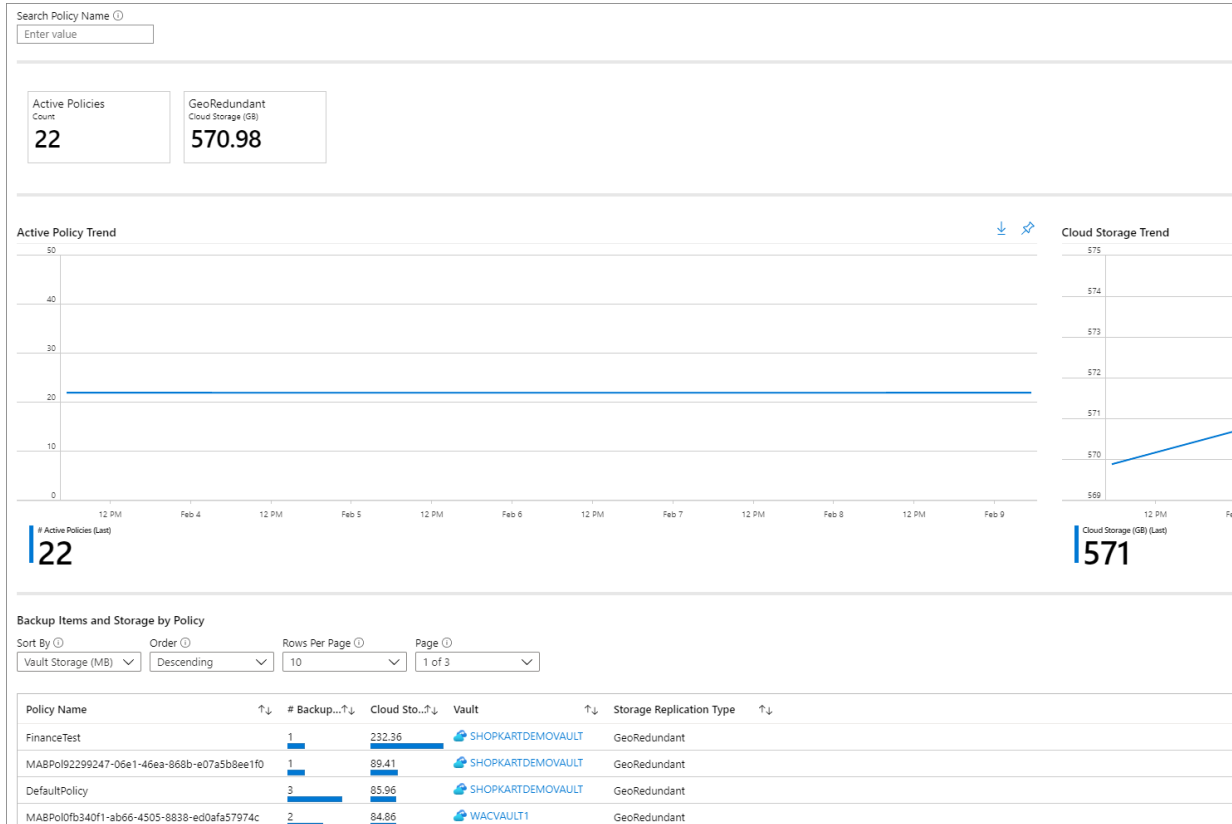 Search Policy Name
Enter value
Active Policies
Count
22
GeoRedundant
Cloud Storage (GB)
570.98
Active Policy Trend
50
40
30
20
10
0
12 PM Feb 4 12 PM Feb 5 12 PM Feb 6 12 PM Feb 7 12 PM Feb 8 12 PM Feb 9
# Active Policies (Last)
22
Cloud Storage Trend
575
574
573
572
571
570
569
12 PM Fe
Cloud Storage (GB) (Last)
571
Backup Items and Storage by Policy
Sort By Order Rows Per Page Page
Vault Storage (MB) Descending 10 1 of 3
Policy Name # Backup... Cloud Sto... Vault Storage Replication Type
FinanceTest 1 232.36 SHOPKARTDEMOVAULT GeoRedundant
MABPol92299247-06e1-46ea-868b-e07a5b8ee1f0 1 89.41 SHOPKARTDEMOVAULT GeoRedundant
DefaultPolicy 3 85.96 SHOPKARTDEMOVAULT GeoRedundant
MABPol0fb340f1-ab66-4505-8838-ed0afa57974c 2 84.86 WACVAULT1 GeoRedundant